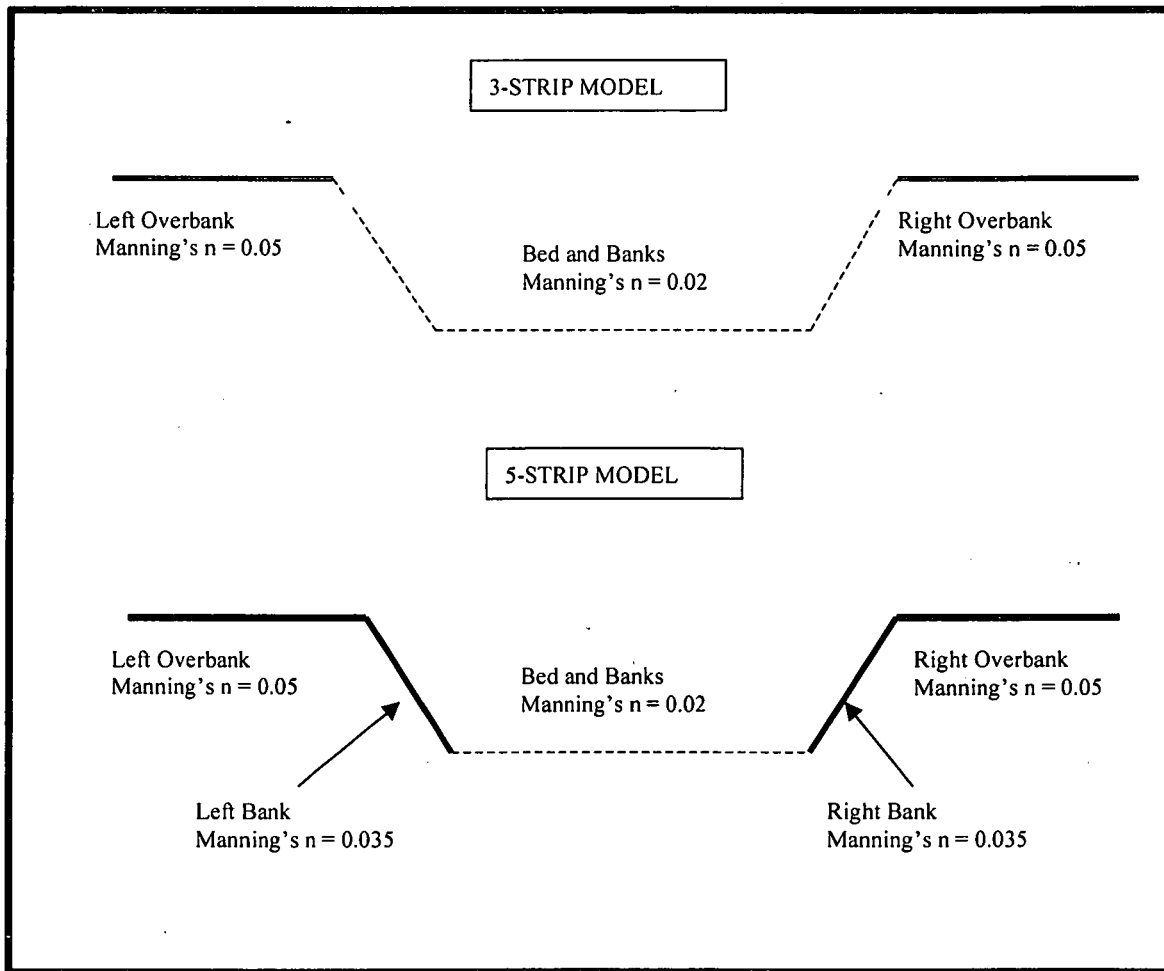 3-STRIP MODEL
Left Overbank
Manning's n = 0.05
Bed and Banks
Manning's n = 0.02
Right Overbank
Manning's n = 0.05
5-STRIP MODEL
Left Overbank
Manning's n = 0.05
Bed and Banks
Manning's n = 0.02
Right Overbank
Manning's n = 0.05
Left Bank
Manning's n = 0.035
Right Bank
Manning's n = 0.035